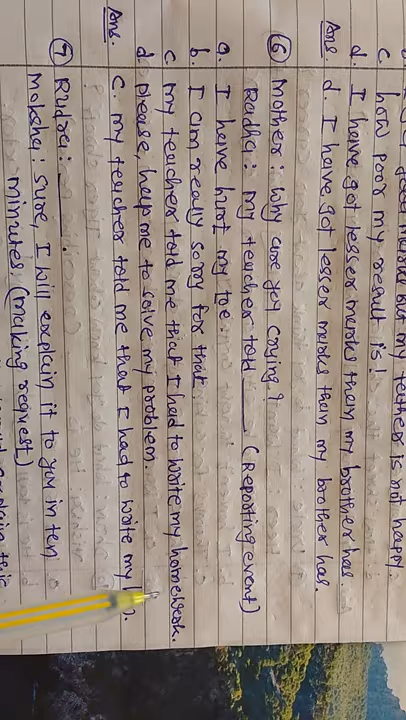 good marks but my teacher is not happy.
c. how poor my result is!
d. I have got lesser marks than my brother has
Ans. d. I have got lesser marks than my brother has.
⑥ Mother : why are you crying?
Radha : my teacher told ____ (Reporting event)
a. I have hurt my toe.
b. I am really sorry for that
c. my teacher told me that I had to write my homework.
d. please, help me to solve my problem.
Ans. c. my teacher told me that I had to write my
⑦ Rudra : ____.
Moksha : sure, I will explain it to you in ten
minutes. (making request)